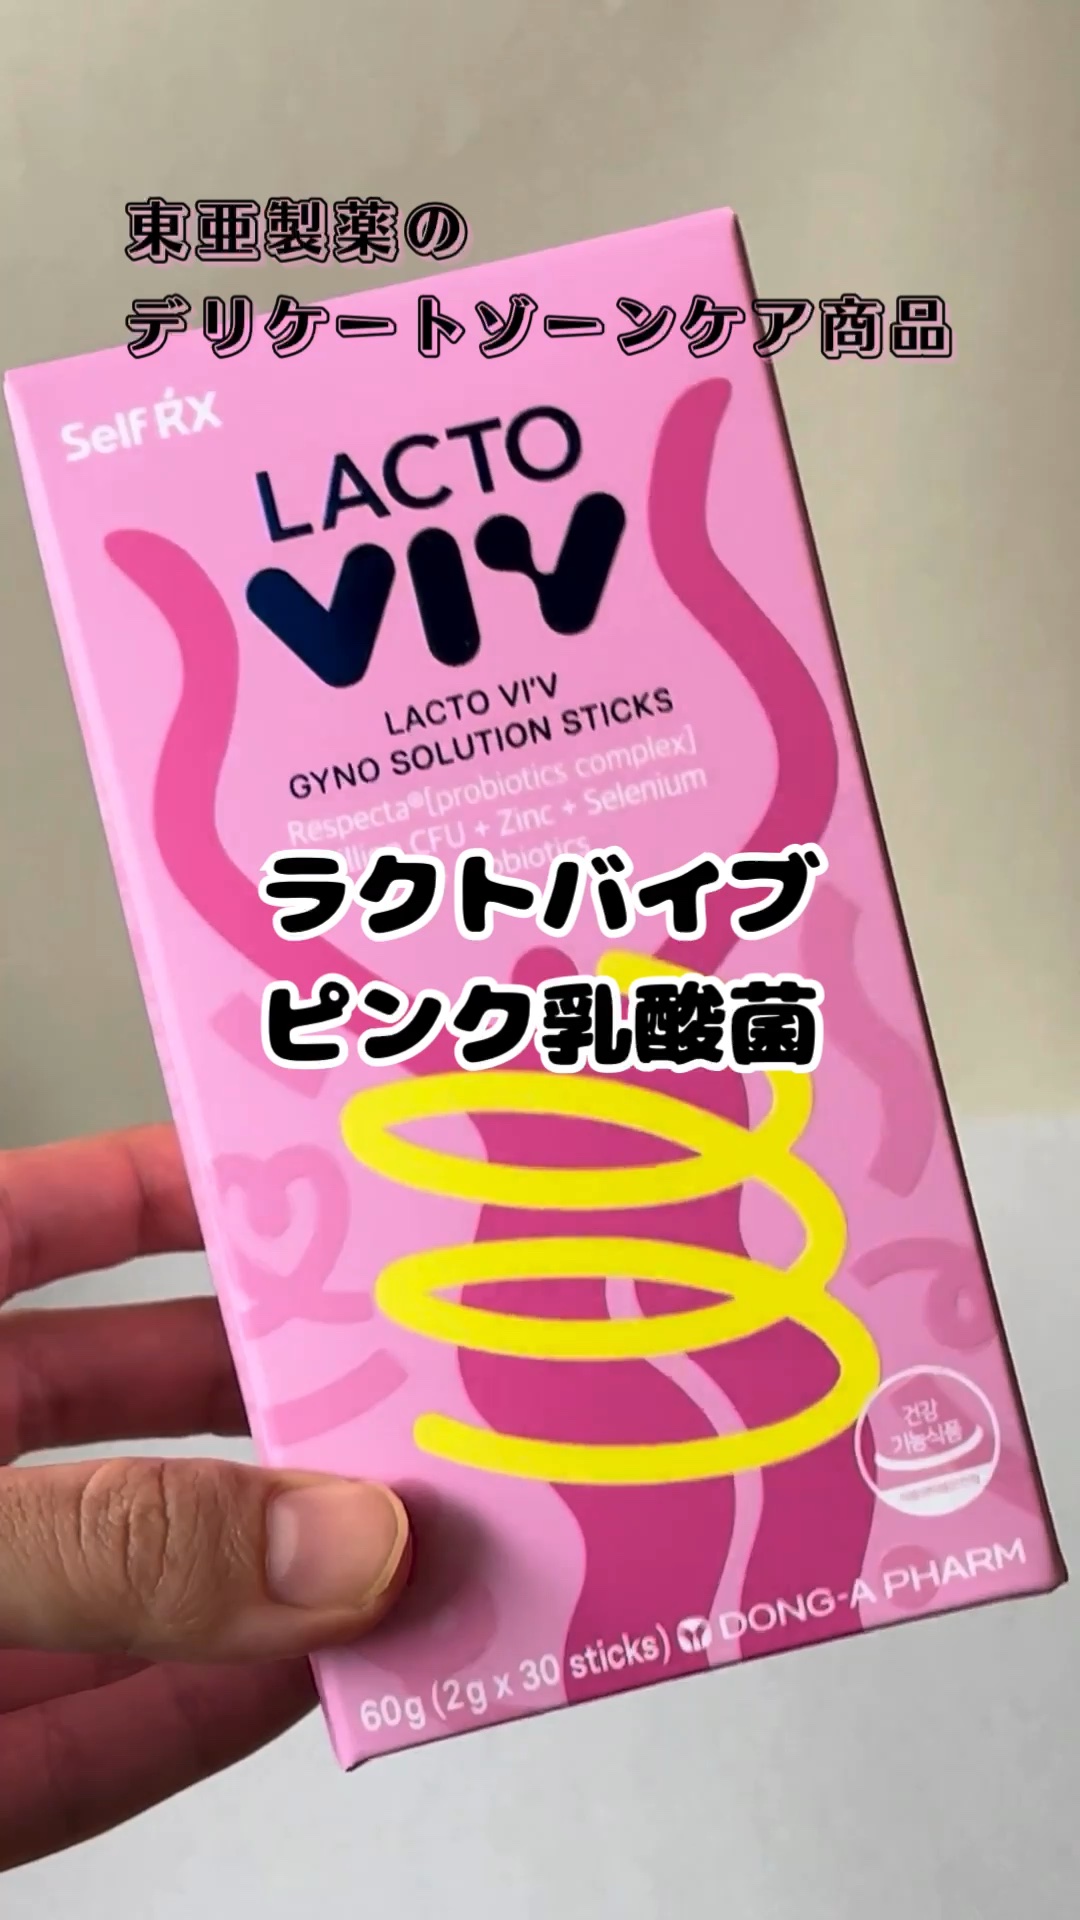 東亜製薬の
デリケートゾーンケア商品
SelfRX
LACTO
VIV
LACTO VI'V
GYNO SOLUTION STICKS
Respecta®[probiotics complex]
CFU + Zinc + Selenium
ラクトバイブ
ピンク乳酸菌
건강
기능식품
DONG-A PHARM
60g (2g x 30 sticks)